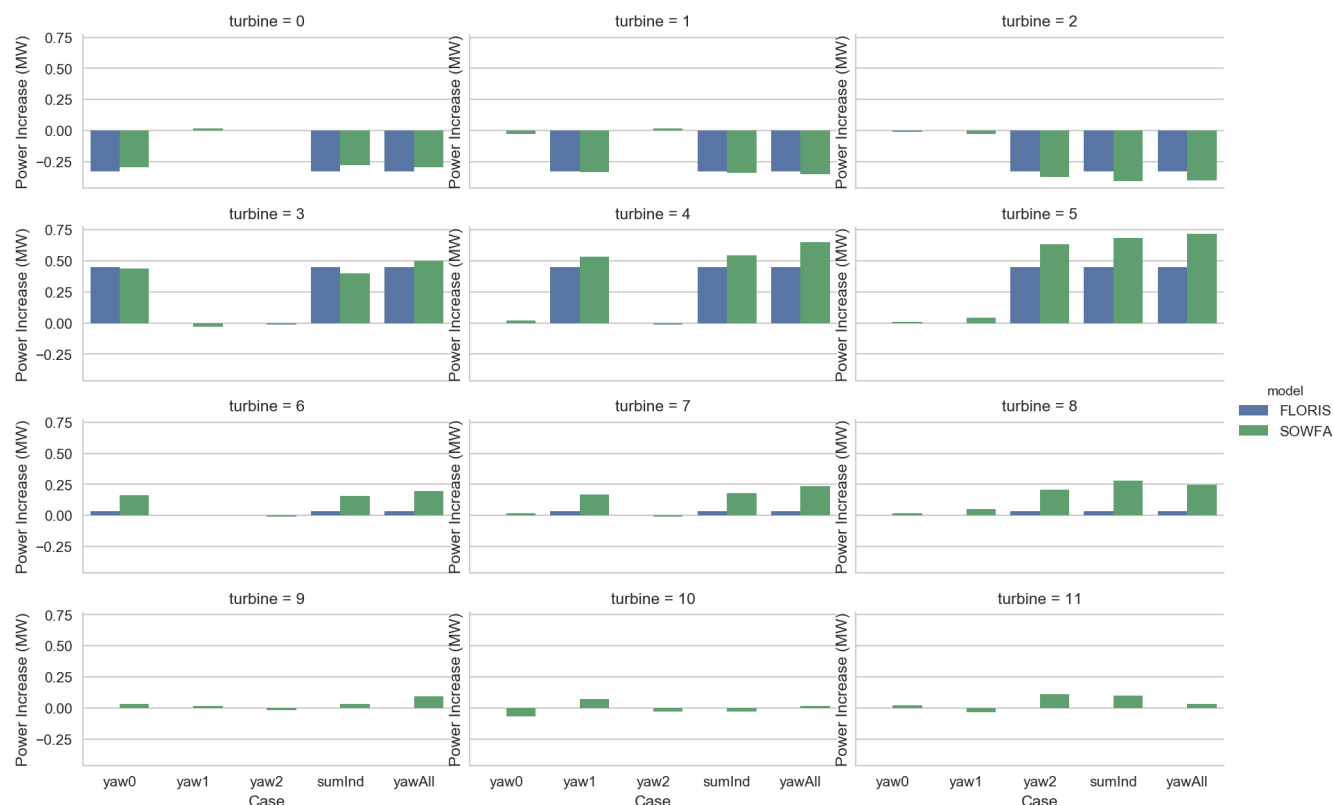 turbine = 0
turbine = 1
turbine = 2
Power Increase (MW)
0.75
0.50
0.25
0.00
−0.25
Power Increase (MW)
Power Increase (MW)
turbine = 3
turbine = 4
turbine = 5
Power Increase (MW)
0.75
0.50
0.25
0.00
−0.25
Power Increase (MW)
Power Increase (MW)
model
FLORIS
SOWFA
turbine = 6
turbine = 7
turbine = 8
Power Increase (MW)
0.75
0.50
0.25
0.00
−0.25
Power Increase (MW)
Power Increase (MW)
turbine = 9
turbine = 10
turbine = 11
Power Increase (MW)
0.75
0.50
0.25
0.00
−0.25
Power Increase (MW)
Power Increase (MW)
yaw0 yaw1 yaw2 sumInd yawAll
Case
yaw0 yaw1 yaw2 sumInd yawAll
Case
yaw0 yaw1 yaw2 sumInd yawAll
Case